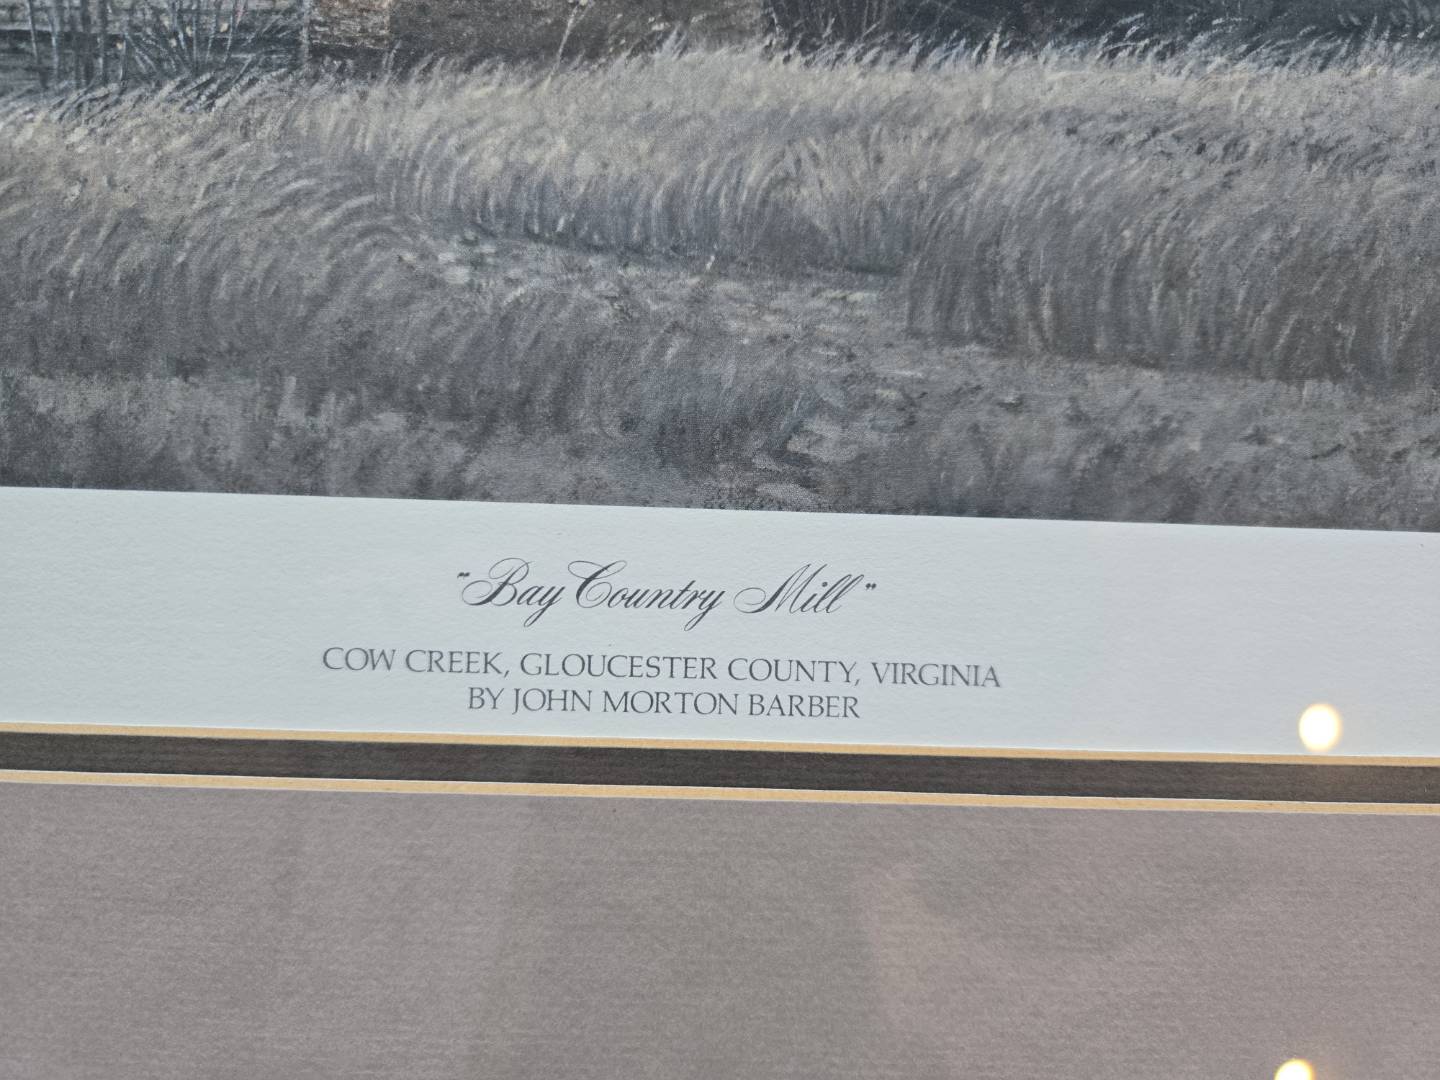 "Bay Country Mill"
COW CREEK, GLOUCESTER COUNTY, VIRGINIA
BY JOHN MORTON BARBER